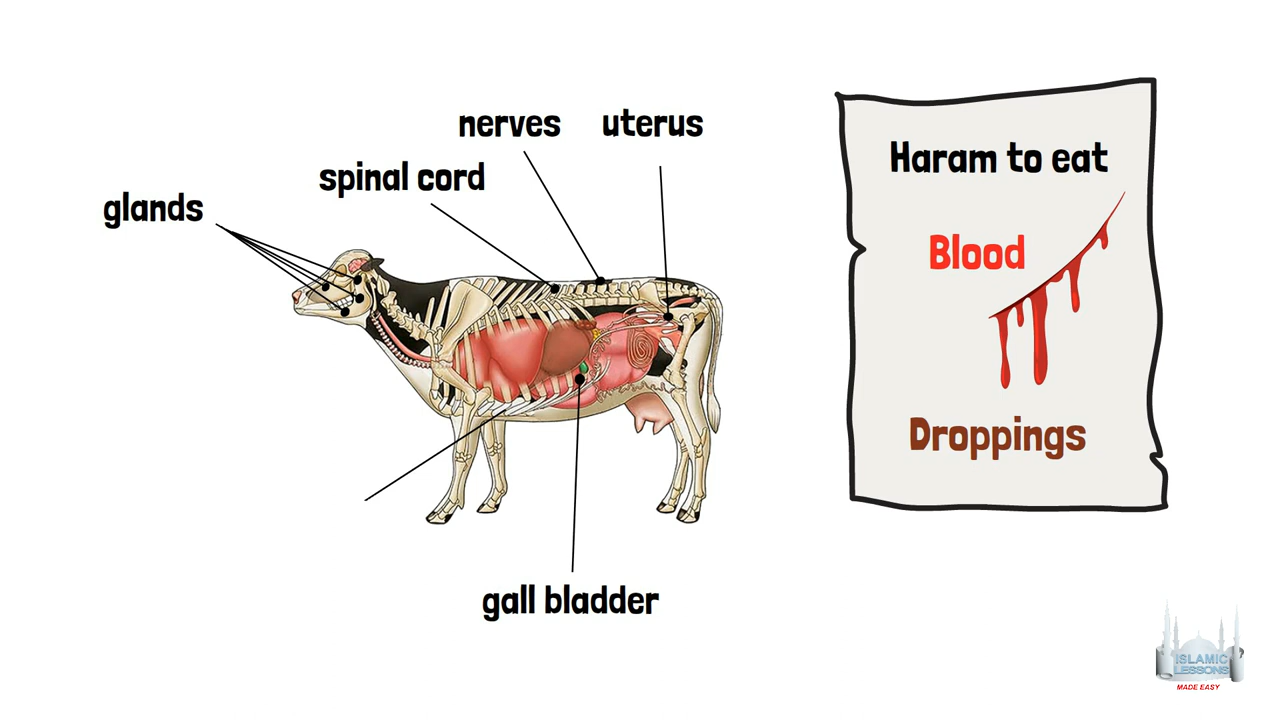 nerves
uterus
spinal cord
glands
gall bladder
Haram to eat
Blood
Droppings
ISLAMIC
LESSONS
MADE EASY